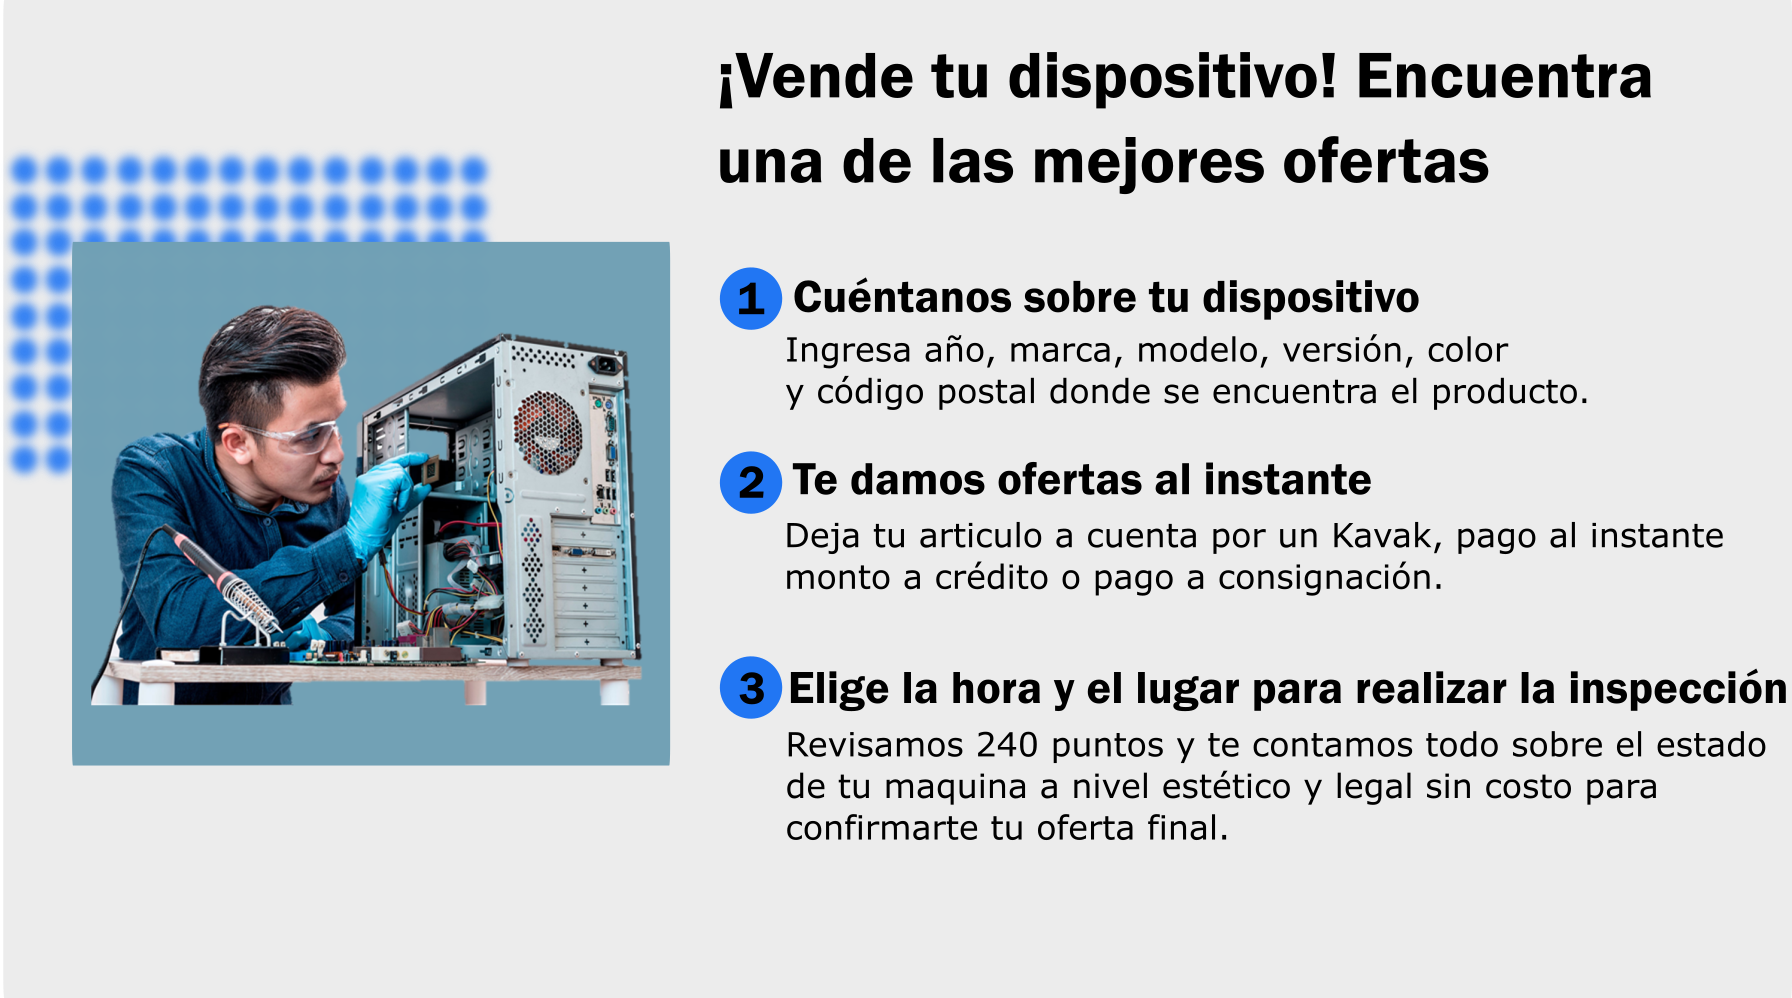 ¡Vende tu dispositivo! Encuentra
una de las mejores ofertas
1 Cuéntanos sobre tu dispositivo
Ingresa año, marca, modelo, versión, color
y código postal donde se encuentra el producto.
2 Te damos ofertas al instante
Deja tu articulo a cuenta por un Kavak, pago al instante
monto a crédito o pago a consignación.
3 Elige la hora y el lugar para realizar la inspección
Revisamos 240 puntos y te contamos todo sobre el estado
de tu maquina a nivel estético y legal sin costo para
confirmarte tu oferta final.